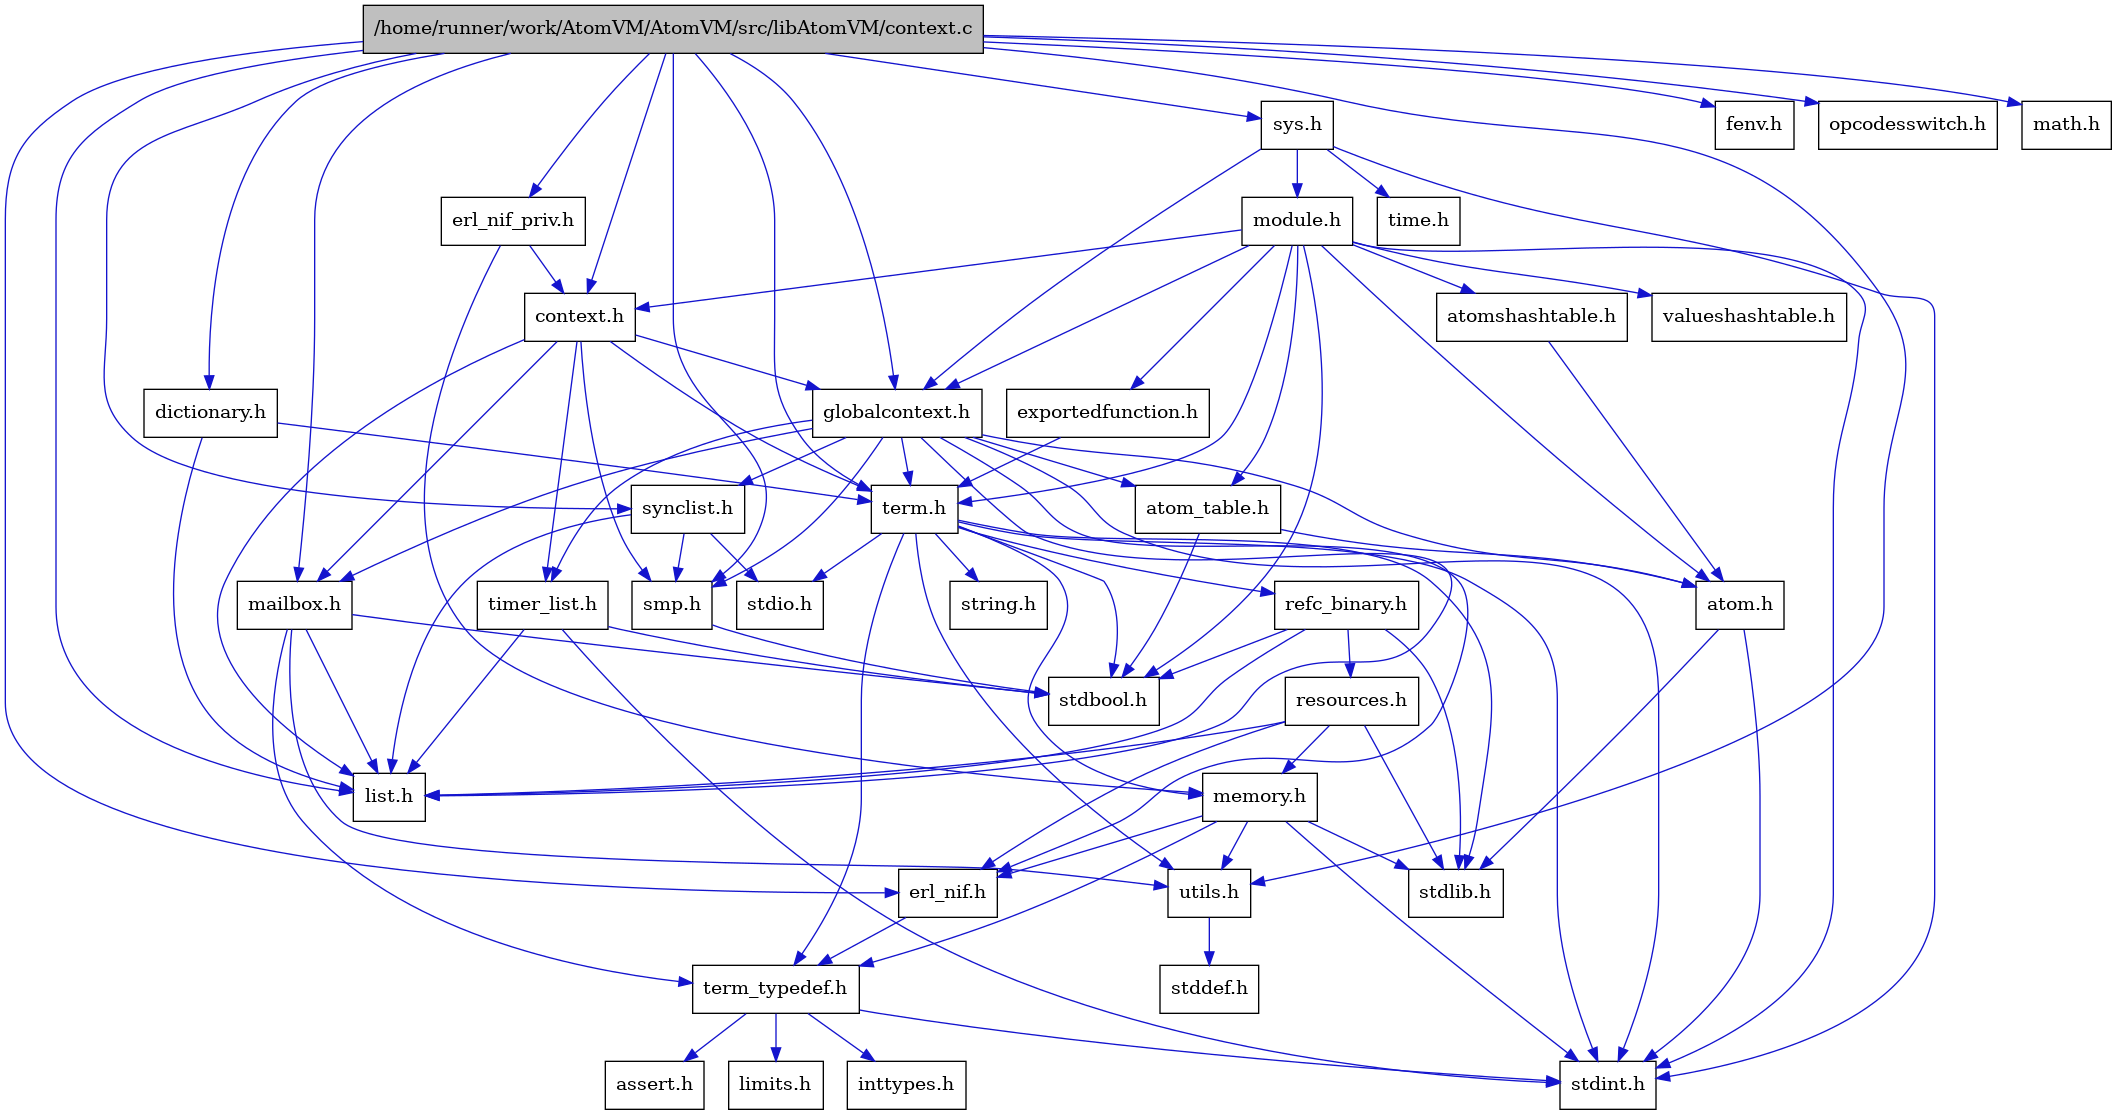 /home/runner/work/AtomVM/AtomVM/src/libAtomVM/context.c
sys.h
fenv.h
opcodesswitch.h
math.h
erl_nif_priv.h
module.h
time.h
context.h
atomshashtable.h
valueshashtable.h
dictionary.h
globalcontext.h
exportedfunction.h
synclist.h
term.h
atom_table.h
mailbox.h
timer_list.h
smp.h
stdio.h
string.h
refc_binary.h
atom.h
stdbool.h
resources.h
list.h
memory.h
erl_nif.h
utils.h
stdlib.h
term_typedef.h
stddef.h
assert.h
limits.h
inttypes.h
stdint.h